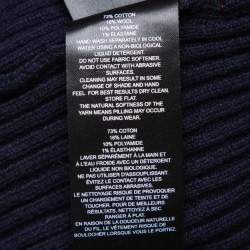 73% COTTON
16% WOOL
10% POLYAMIDE
1% ELASTANE
HAND WASH SEPARATELY IN COOL
WATER USING A NON-BIOLOGICAL
LIQUID DETERGENT.
DO NOT USE FABRIC SOFTENER.
AVOID CONTACT WITH ABRASIVE
SURFACES.
CLEANING MAY RESULT IN SOME
CHANGE OF SHADE AND HAND
FEEL. FOR BEST RESULTS DRY CLEAN.
STORE FLAT.
THE NATURAL SOFTNESS OF THE
YARN MEANS PILLING MAY OCCUR
DURING WEAR.
73% COTON
16% LAINE
10% POLYAMIDE
1% ÉLASTHANNE
LAVER SÉPARÉMENT À LA MAIN ET
À L'EAU FROIDE AVEC UN DÉTERGENT
LIQUIDE NON BIOLOGIQUE.
NE PAS UTILISER D'ASSOUPLISSANT.
ÉVITEZ LE CONTACT AVEC LES
SURFACES ABRASIVES.
LE NETTOYAGE RISQUE DE PROVOQUER
UN CHANGEMENT DE TEINTE ET DE
TOUCHER. POUR DE MEILLEURS
RÉSULTATS, NETTOYEZ À SEC.
RANGER À PLAT.
EN RAISON DE LA DOUCEUR NATURELLE
DU FIL, LE VÊTEMENT RISQUE DE
BOULOCHER LORSQUE VOUS LE PORTEZ.